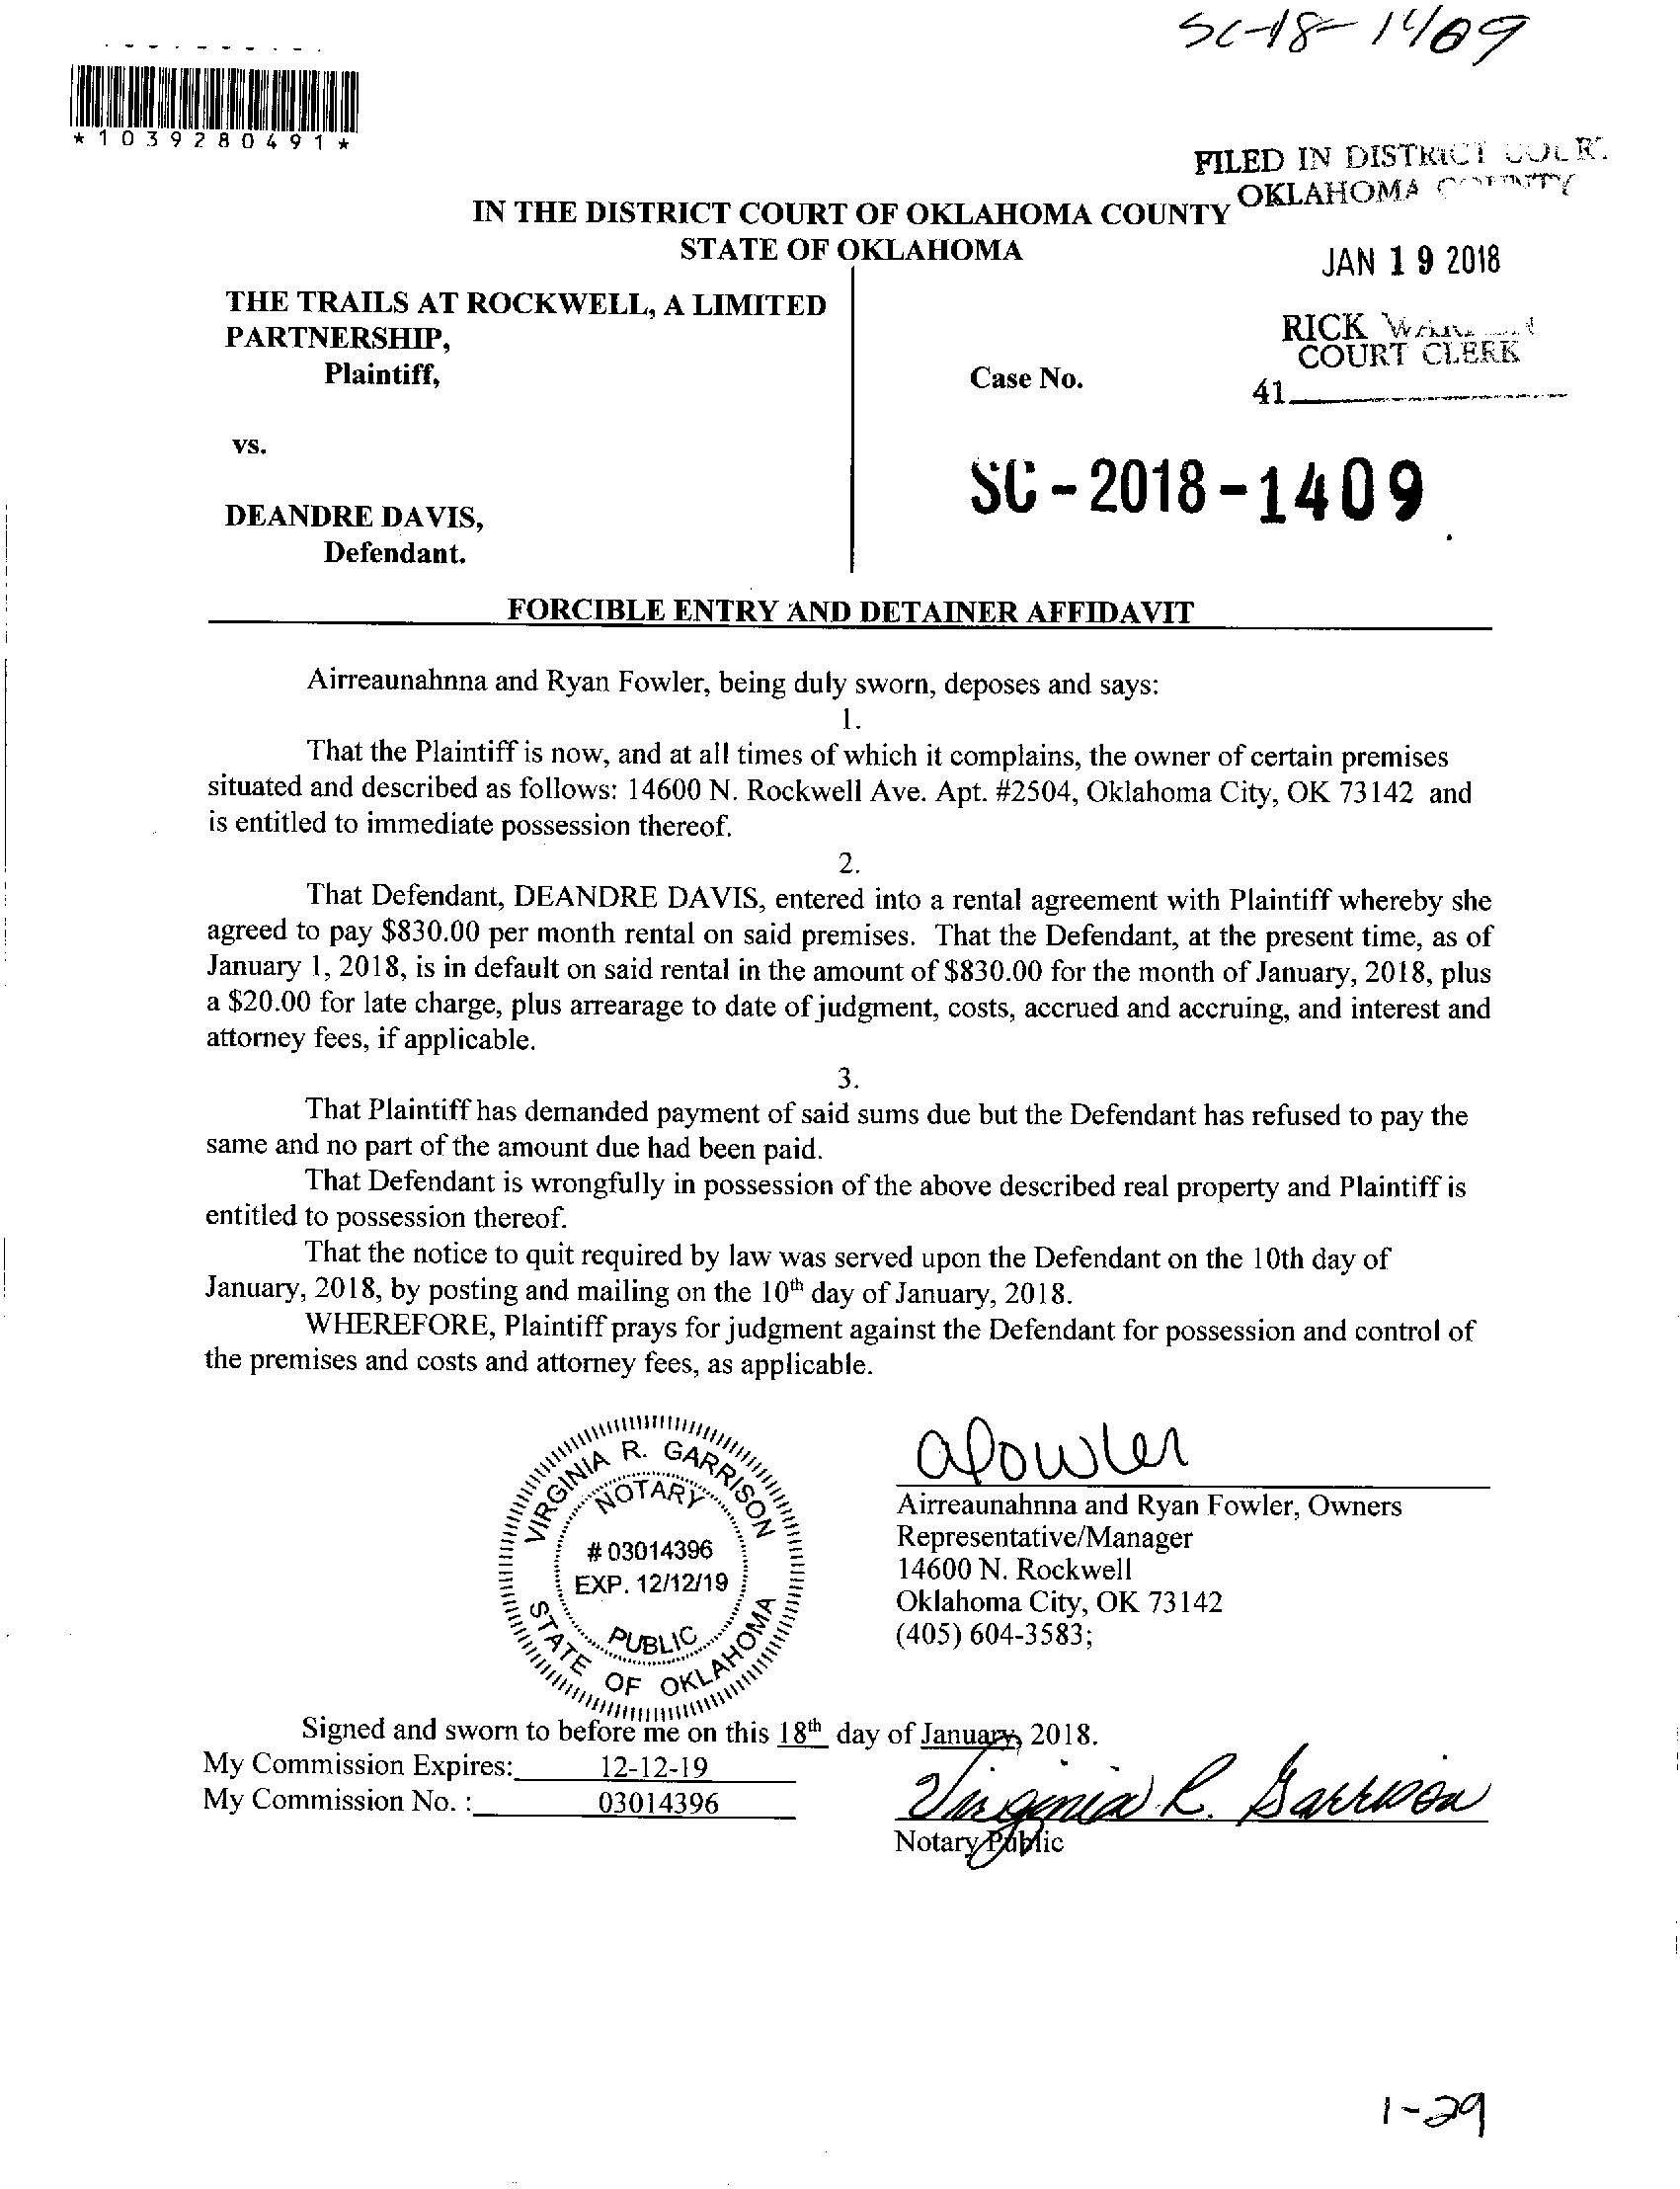 SC-18-1409
*1039280491*
FILED IN DISTRICT COURT
OKLAHOMA COUNTY
IN THE DISTRICT COURT OF OKLAHOMA COUNTY
STATE OF OKLAHOMA
JAN 19 2018
THE TRAILS AT ROCKWELL, A LIMITED
PARTNERSHIP,
Plaintiff,
RICK
COURT CLERK
Case No.
41
vs.
SC-2018-1409
DEANDRE DAVIS,
Defendant.
FORCIBLE ENTRY AND DETAINER AFFIDAVIT
Airreaunahnna and Ryan Fowler, being duly sworn, deposes and says:
1.
That the Plaintiff is now, and at all times of which it complains, the owner of certain premises
situated and described as follows: 14600 N. Rockwell Ave. Apt. #2504, Oklahoma City, OK 73142 and
is entitled to immediate possession thereof.
2.
That Defendant, DEANDRE DAVIS, entered into a rental agreement with Plaintiff whereby she
agreed to pay $830.00 per month rental on said premises. That the Defendant, at the present time, as of
January 1, 2018, is in default on said rental in the amount of $830.00 for the month of January, 2018, plus
a $20.00 for late charge, plus arrearage to date of judgment, costs, accrued and accruing, and interest and
attorney fees, if applicable.
3.
That Plaintiff has demanded payment of said sums due but the Defendant has refused to pay the
same and no part of the amount due had been paid.
That Defendant is wrongfully in possession of the above described real property and Plaintiff is
entitled to possession thereof.
That the notice to quit required by law was served upon the Defendant on the 10th day of
January, 2018, by posting and mailing on the 10th day of January, 2018.
WHEREFORE, Plaintiff prays for judgment against the Defendant for possession and control of
the premises and costs and attorney fees, as applicable.
VIRGINIA R. GARRISON
NOTARY
# 03014396
EXP. 12/12/19
PUBLIC
STATE OF OKLAHOMA
afowler
Airreaunahnna and Ryan Fowler, Owners
Representative/Manager
14600 N. Rockwell
Oklahoma City, OK 73142
(405) 604-3583;
Signed and sworn to before me on this 18th day of January, 2018.
My Commission Expires: 12-12-19
My Commission No. : 03014396
Virginia R. Garrison
Notary Public
1-29